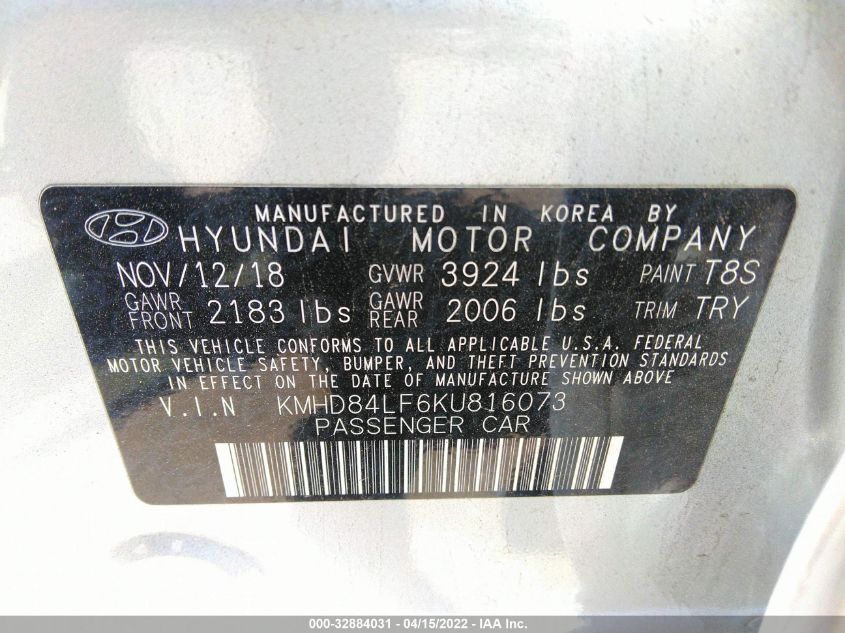 MANUFACTURED IN KOREA BY
HYUNDAI MOTOR COMPANY
NOV/12/18 GVWR 3924 lbs PAINT T8S
GAWR FRONT 2183 lbs GAWR REAR 2006 lbs TRIM TRY
THIS VEHICLE CONFORMS TO ALL APPLICABLE U.S.A. FEDERAL
MOTOR VEHICLE SAFETY, BUMPER, AND THEFT PREVENTION STANDARDS
IN EFFECT ON THE DATE OF MANUFACTURE SHOWN ABOVE
V.I.N KMHD84LF6KU816073
PASSENGER CAR
000-32884031 - 04/15/2022 - IAA Inc.